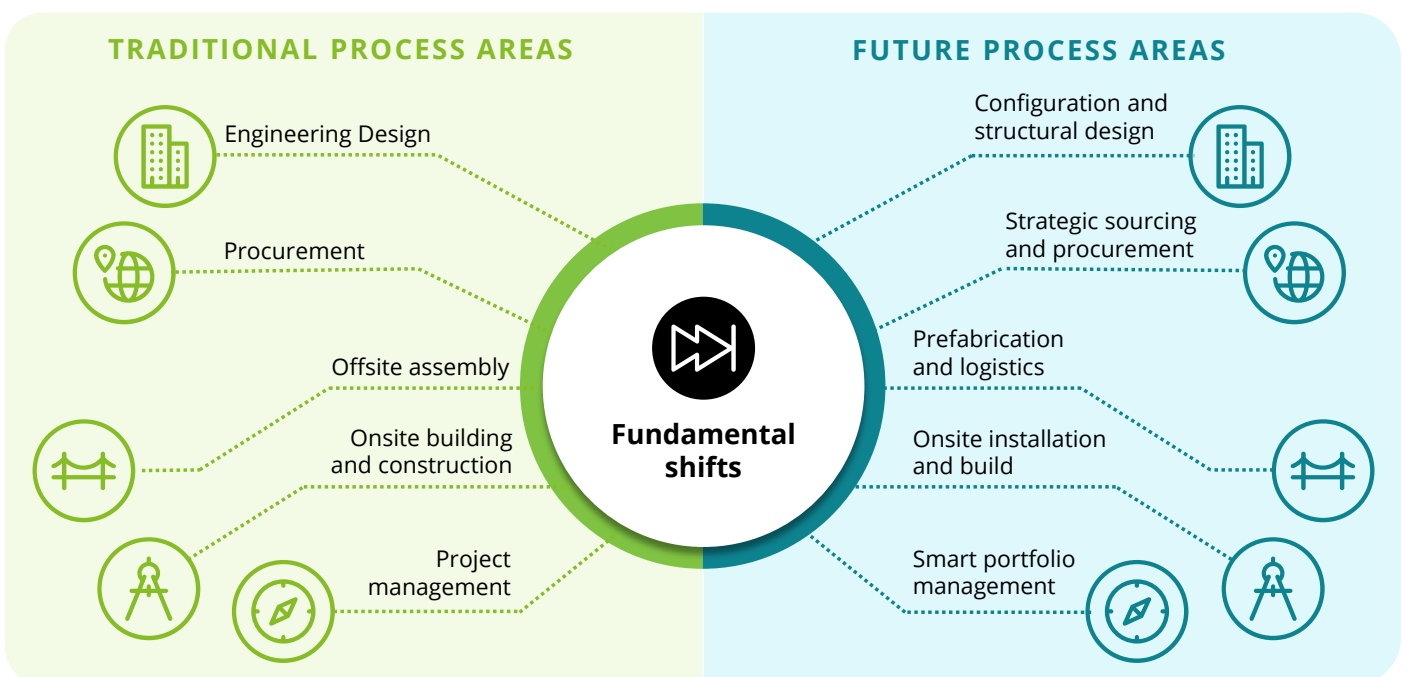 TRADITIONAL PROCESS AREAS
Engineering Design
Procurement
Offsite assembly
Onsite building
and construction
Project
management
Fundamental
shifts
FUTURE PROCESS AREAS
Configuration and
structural design
Strategic sourcing
and procurement
Prefabrication
and logistics
Onsite installation
and build
Smart portfolio
management